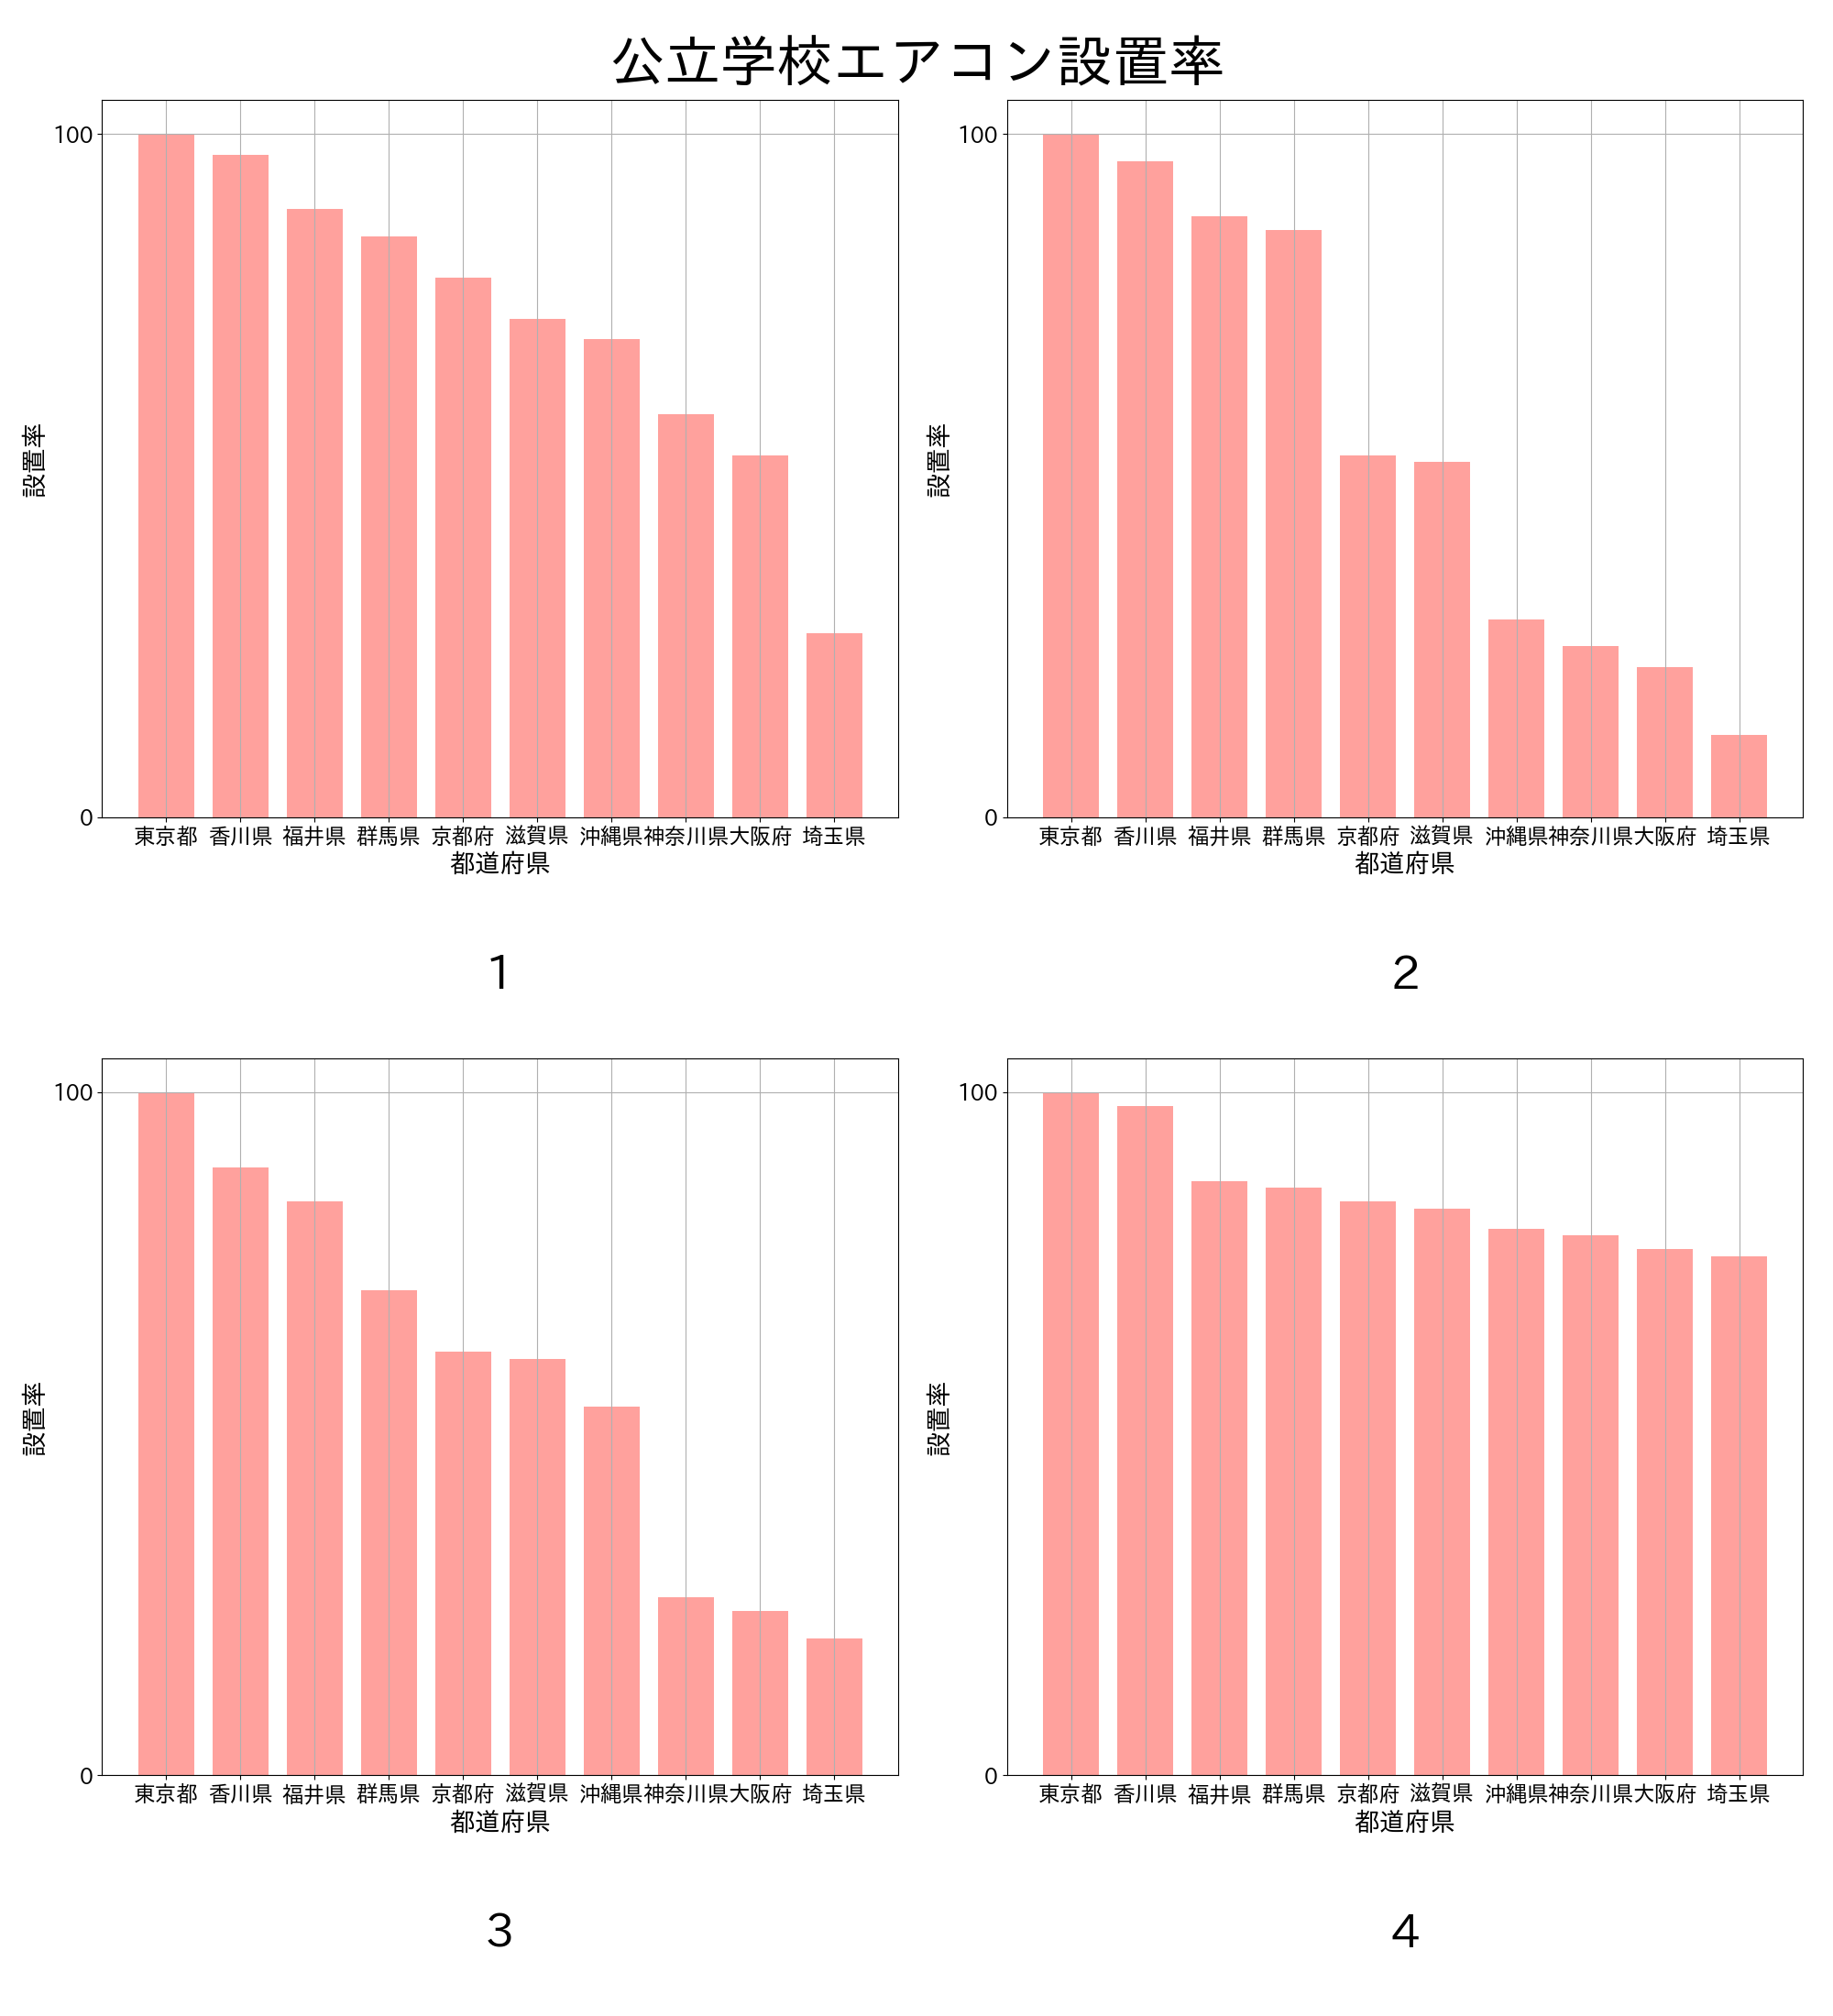 公立学校エアコン設置率
100
0
設置率
東京都 香川県 福井県 群馬県 京都府 滋賀県 沖縄県 神奈川県 大阪府 埼玉県
都道府県
1
100
0
設置率
東京都 香川県 福井県 群馬県 京都府 滋賀県 沖縄県 神奈川県 大阪府 埼玉県
都道府県
2
100
0
設置率
東京都 香川県 福井県 群馬県 京都府 滋賀県 沖縄県 神奈川県 大阪府 埼玉県
都道府県
3
100
0
設置率
東京都 香川県 福井県 群馬県 京都府 滋賀県 沖縄県 神奈川県 大阪府 埼玉県
都道府県
4